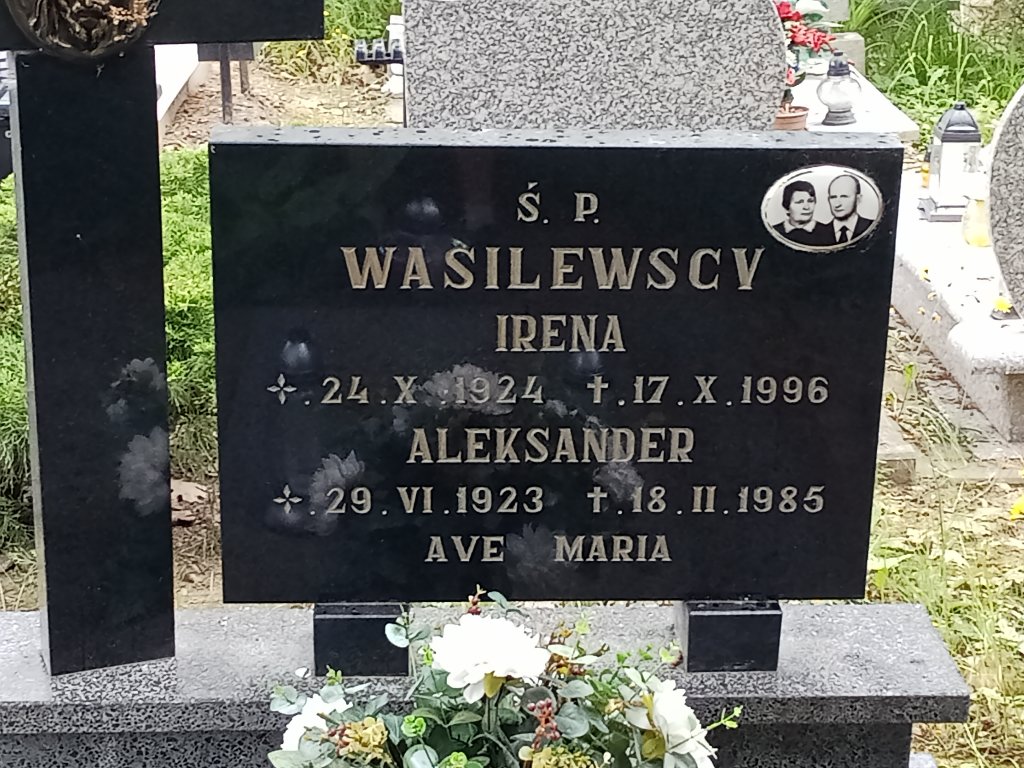 Ś. P.
WASILEWSCY
IRENA
✧. 24. X. 1924 †. 17. X. 1996
ALEKSANDER
✧. 29. VI. 1923 †. 18. II. 1985
AVE MARIA